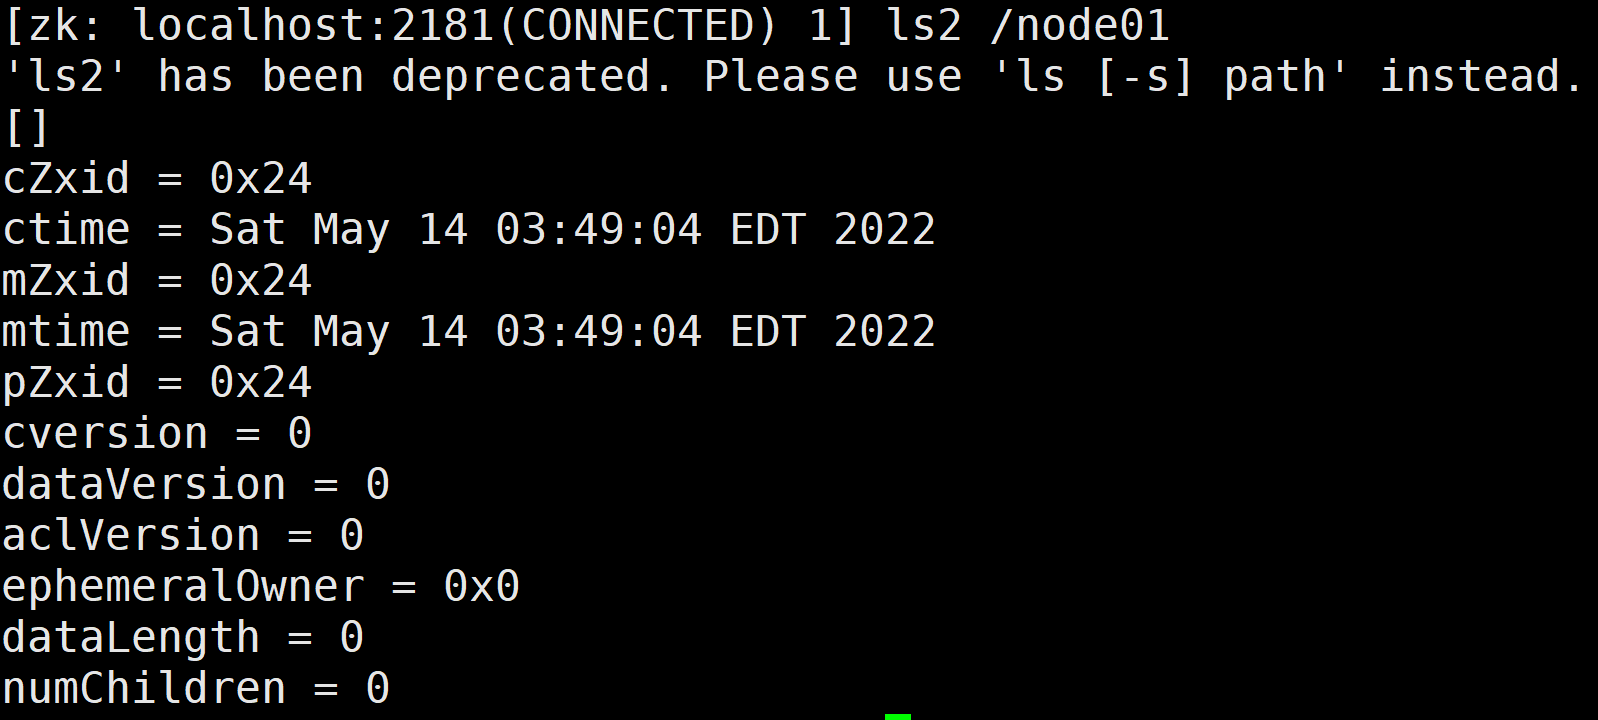 [zk: localhost:2181(CONNECTED) 1] ls2 /node01
'ls2' has been deprecated. Please use 'ls [-s] path' instead.
[]
cZxid = 0x24
ctime = Sat May 14 03:49:04 EDT 2022
mZxid = 0x24
mtime = Sat May 14 03:49:04 EDT 2022
pZxid = 0x24
cversion = 0
dataVersion = 0
aclVersion = 0
ephemeralOwner = 0x0
dataLength = 0
numChildren = 0